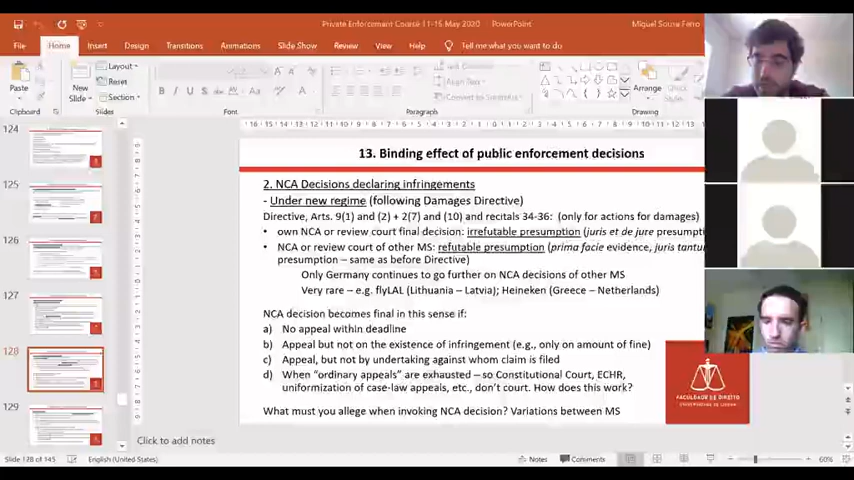 Private Enforcement Course 11-15 May 2020 - PowerPoint
Miguel Sousa Ferro
File Home Insert Design Transitions Animations Slide Show Review View Help Tell me what you want to do
Paste
New
Slide
Layout
Reset
Section
B I U S
Aa
Align Text
Convert to SmartArt
Arrange
Quick
Styles
Clipboard
Slides
Font
Paragraph
Drawing
124
125
126
127
128
129
13. Binding effect of public enforcement decisions
2. NCA Decisions declaring infringements
- Under new regime (following Damages Directive)
Directive, Arts. 9(1) and (2) + 2(7) and (10) and recitals 34-36: (only for actions for damages)
• own NCA or review court final decision: irrefutable presumption (juris et de jure presumpti
• NCA or review court of other MS: refutable presumption (prima facie evidence, juris tantu
presumption – same as before Directive)
Only Germany continues to go further on NCA decisions of other MS
Very rare – e.g. flyLAL (Lithuania – Latvia); Heineken (Greece – Netherlands)
NCA decision becomes final in this sense if:
a) No appeal within deadline
b) Appeal but not on the existence of infringement (e.g., only on amount of fine)
c) Appeal, but not by undertaking against whom claim is filed
d) When “ordinary appeals” are exhausted – so Constitutional Court, ECHR,
uniformization of case-law appeals, etc., don’t court. How does this work?
What must you allege when invoking NCA decision? Variations between MS
FACULDADE DE DIREITO
UNIVERSIDADE DE LISBOA
Click to add notes
Slide 128 of 145
English (United States)
Notes
Comments
60%